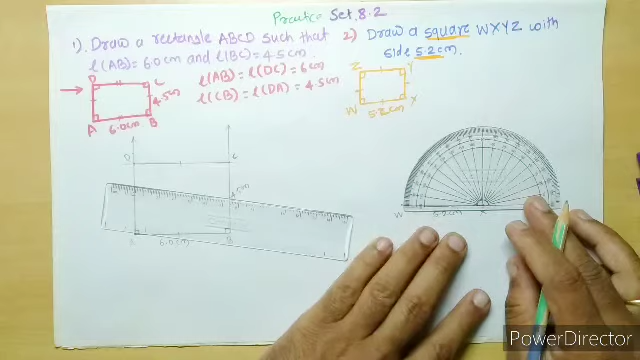 Practice Set 8.2
1). Draw a rectangle ABCD such that
l(AB) = 6.0 cm and l(BC) = 4.5 cm
2) Draw a square WXYZ with
side 5.2 cm.
D C
4.5 cm
A 6.0 cm B
l(AB) = l(DC) = 6 cm
l(CB) = l(DA) = 4.5 cm
Z Y
W X
5.2 cm
D C
A 6.0 cm B
W 5.2 cm X
PowerDirector